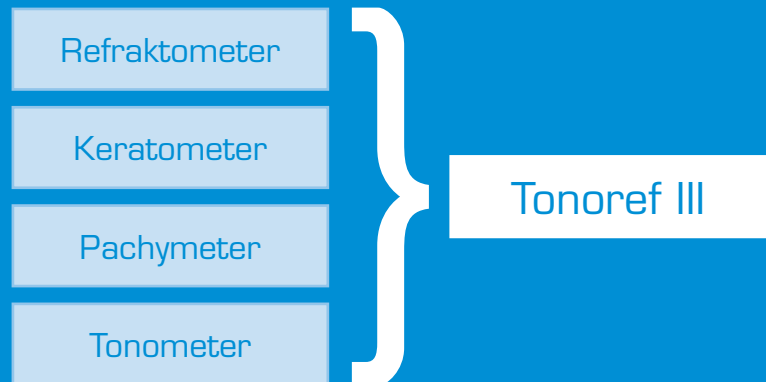 Refraktometer
Keratometer
Pachymeter
Tonometer
Tonoref III